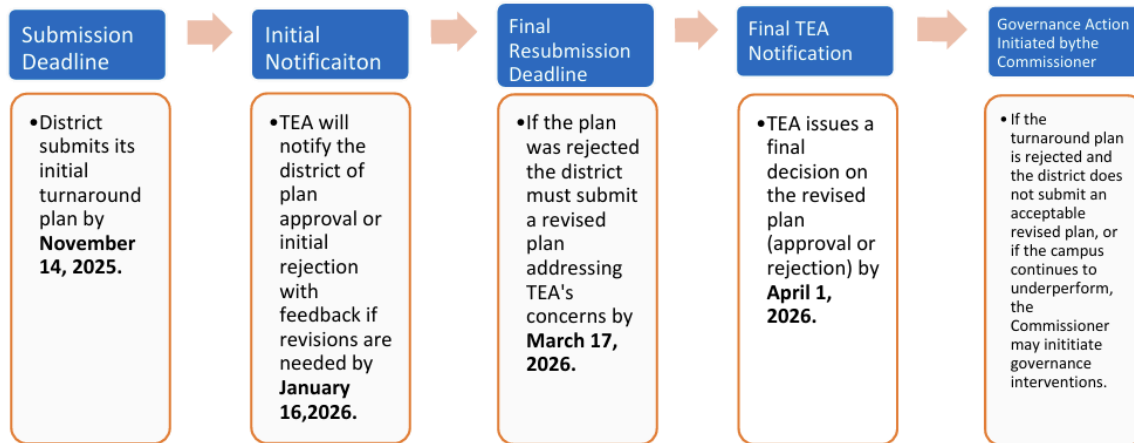 Submission
Deadline
•District
submits its
initial
turnaround
plan by
November
14, 2025.
Initial
Notificaiton
•TEA will
notify the
district of
plan
approval or
initial
rejection
with
feedback if
revisions are
needed by
January
16,2026.
Final
Resubmission
Deadline
•If the plan
was rejected
the district
must submit
a revised
plan
addressing
TEA's
concerns by
March 17,
2026.
Final TEA
Notification
•TEA issues a
final
decision on
the revised
plan
(approval or
rejection) by
April 1,
2026.
Governance Action
Initiated bythe
Commissioner
• If the
turnaround plan
is rejected and
the district does
not submit an
acceptable
revised plan, or
if the campus
continues to
underperform,
the
Commissioner
may inititiate
governance
interventions.